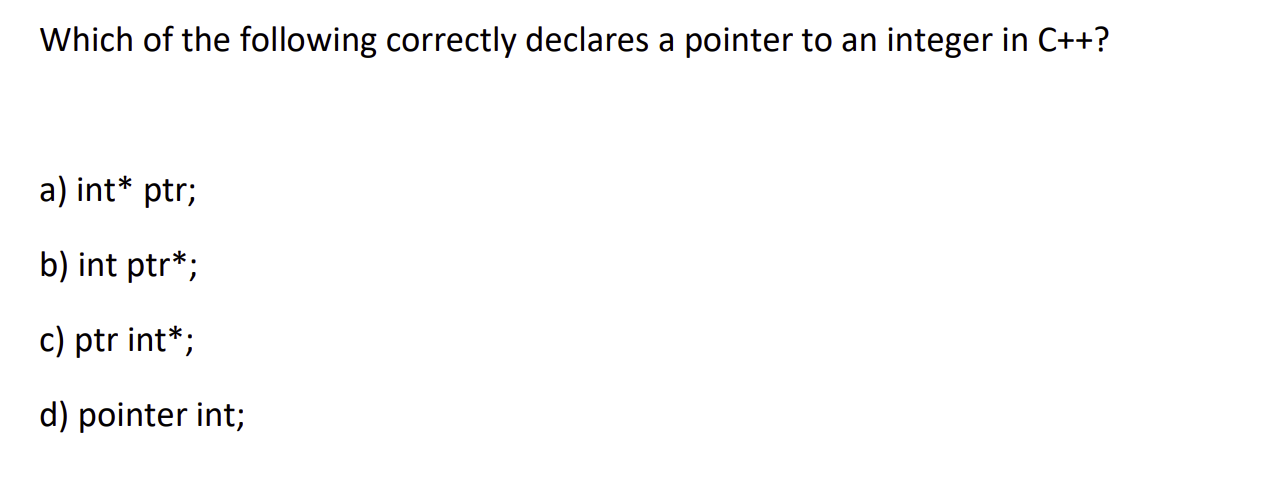 Which of the following correctly declares a pointer to an integer in C++?
a) int* ptr;
b) int ptr*;
c) ptr int*;
d) pointer int;